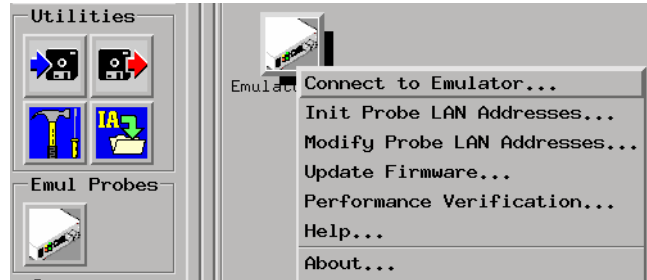 Utilities
IA
Emul Probes
Emulat
Connect to Emulator...
Init Probe LAN Addresses...
Modify Probe LAN Addresses...
Update Firmware...
Performance Verification...
Help...
About...